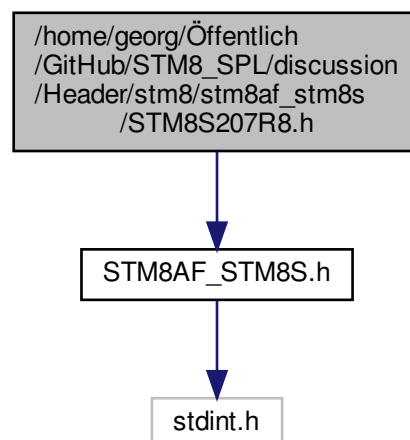 /home/georg/Öffentlich
/GitHub/STM8_SPL/discussion
/Header/stm8/stm8af_stm8s
/STM8S207R8.h
STM8AF_STM8S.h
stdint.h